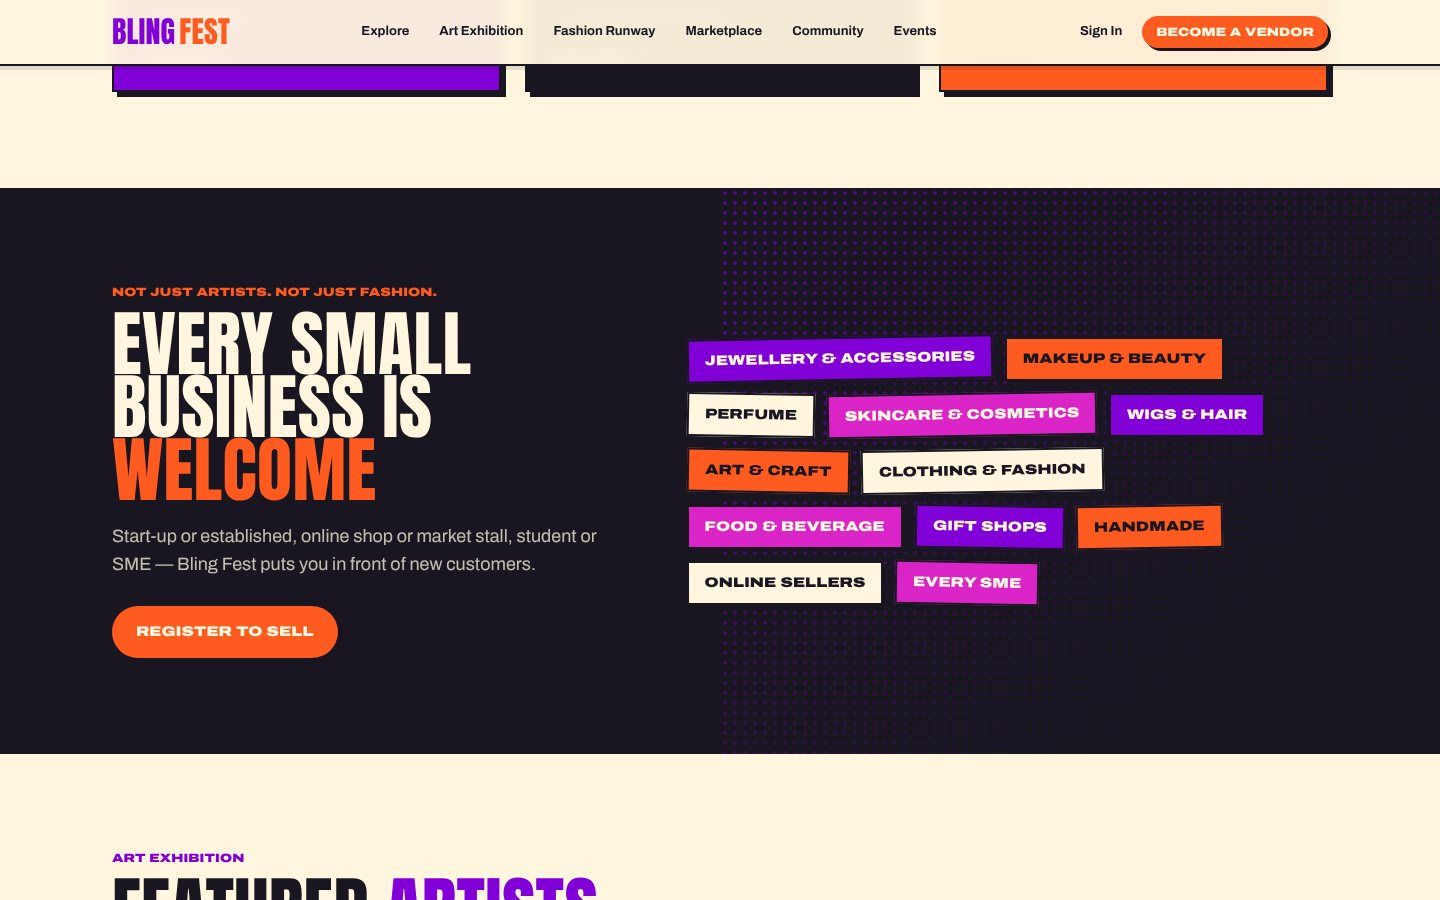 BLING FEST
Explore
Art Exhibition
Fashion Runway
Marketplace
Community
Events
Sign In
BECOME A VENDOR
NOT JUST ARTISTS. NOT JUST FASHION.
EVERY SMALL
BUSINESS IS
WELCOME
Start-up or established, online shop or market stall, student or
SME — Bling Fest puts you in front of new customers.
REGISTER TO SELL
JEWELLERY & ACCESSORIES
MAKEUP & BEAUTY
PERFUME
SKINCARE & COSMETICS
WIGS & HAIR
ART & CRAFT
CLOTHING & FASHION
FOOD & BEVERAGE
GIFT SHOPS
HANDMADE
ONLINE SELLERS
EVERY SME
ART EXHIBITION
FEATURED ARTISTS